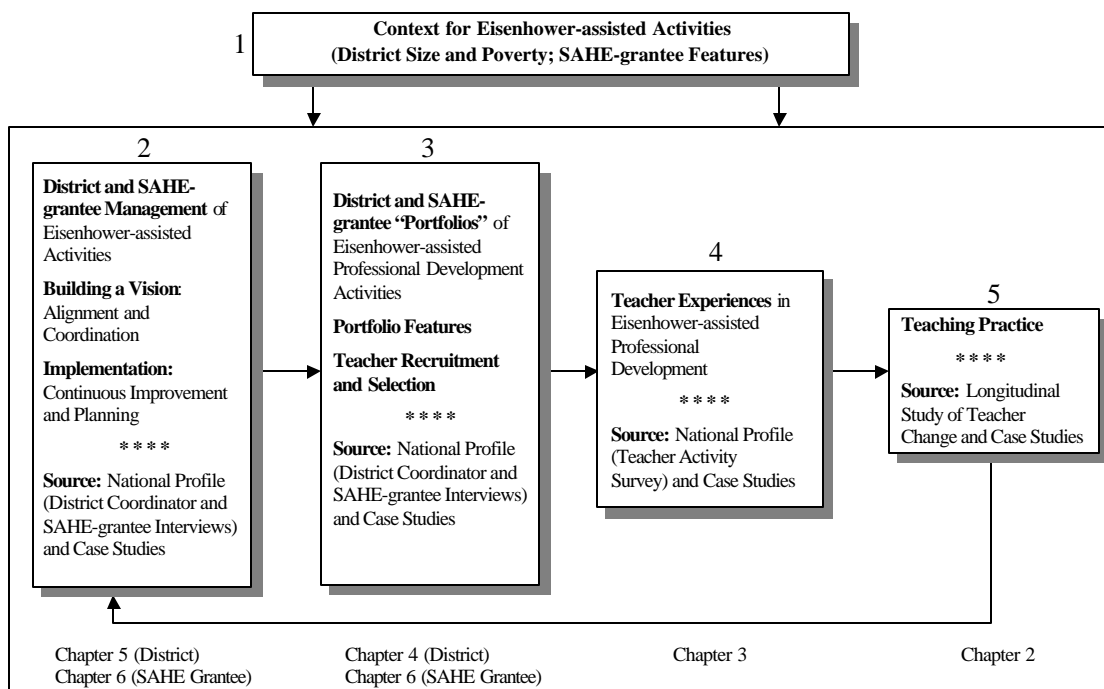 1
Context for Eisenhower-assisted Activities
(District Size and Poverty; SAHE-grantee Features)
2
District and SAHE-
grantee Management of
Eisenhower-assisted
Activities
Building a Vision:
Alignment and
Coordination
Implementation:
Continuous Improvement
and Planning
* * * *
Source: National Profile
(District Coordinator and
SAHE-grantee Interviews)
and Case Studies
3
District and SAHE-
grantee “Portfolios” of
Eisenhower-assisted
Professional Development
Activities
Portfolio Features
Teacher Recruitment
and Selection
* * * *
Source: National Profile
(District Coordinator and
SAHE-grantee Interviews)
and Case Studies
4
Teacher Experiences in
Eisenhower-assisted
Professional
Development
* * * *
Source: National Profile
(Teacher Activity
Survey) and Case Studies
5
Teaching Practice
* * * *
Source: Longitudinal
Study of Teacher
Change and Case Studies
Chapter 5 (District)
Chapter 6 (SAHE Grantee)
Chapter 4 (District)
Chapter 6 (SAHE Grantee)
Chapter 3
Chapter 2